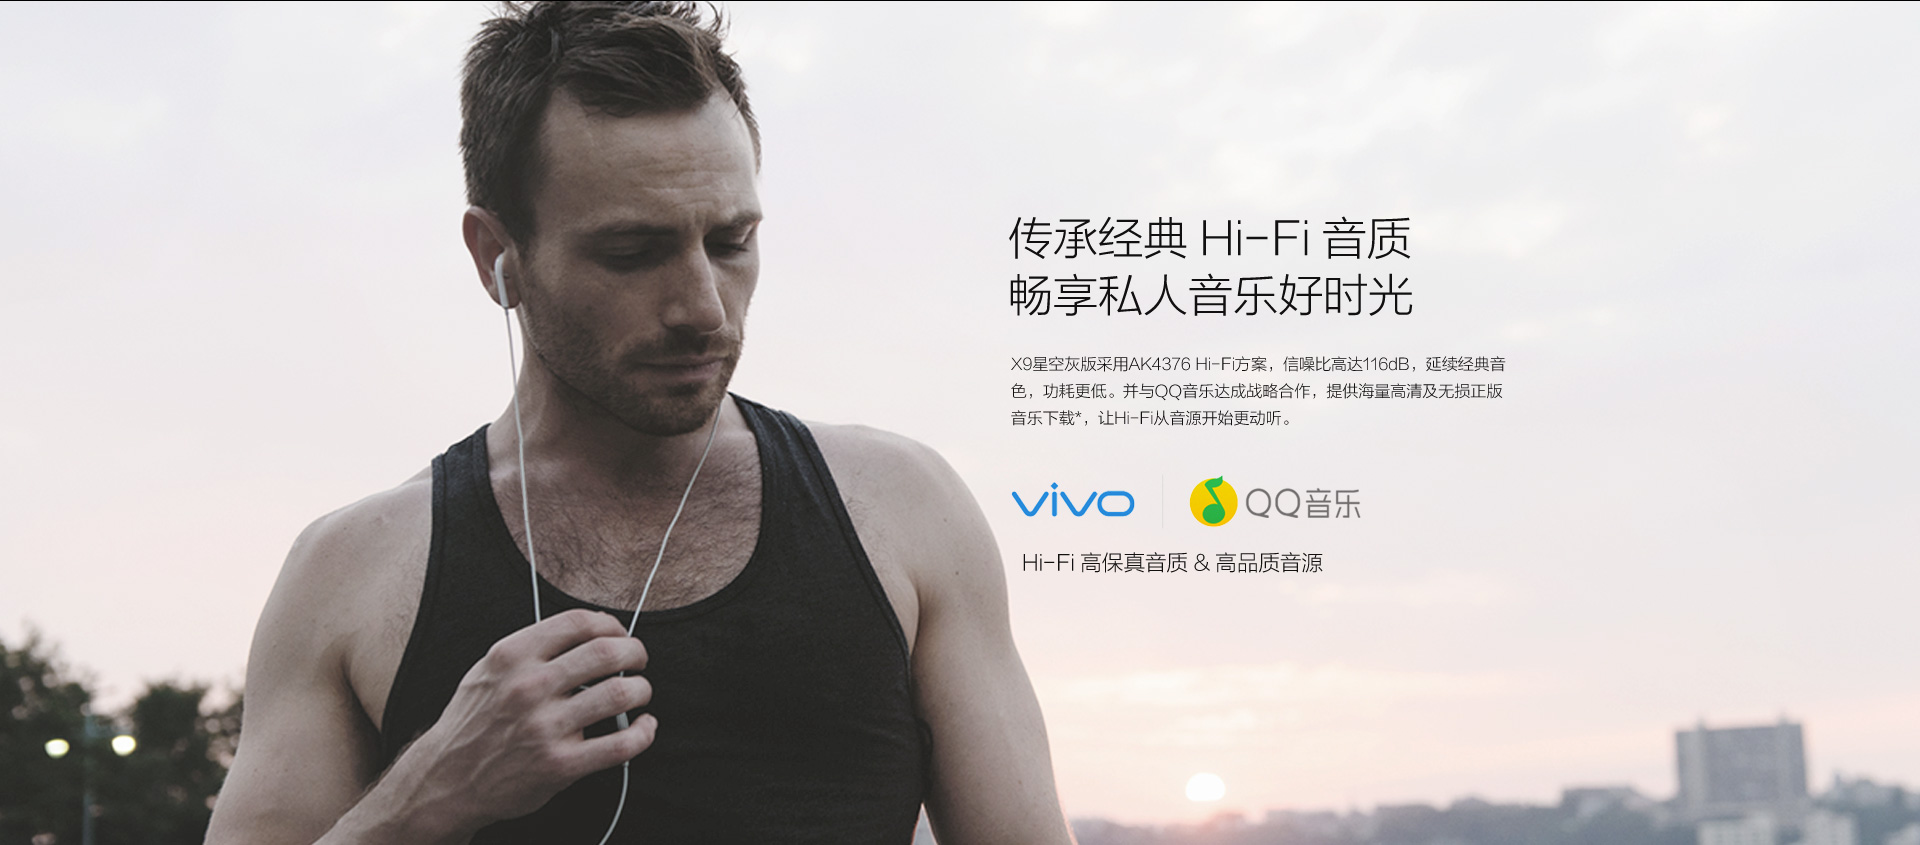 传承经典 Hi-Fi 音质
畅享私人音乐好时光
X9星空灰版采用AK4376 Hi-Fi方案，信噪比高达116dB，延续经典音
色，功耗更低。并与QQ音乐达成战略合作，提供海量高清及无损正版
音乐下载*，让Hi-Fi从音源开始更动听。
vivo QQ音乐
Hi-Fi 高保真音质 & 高品质音源